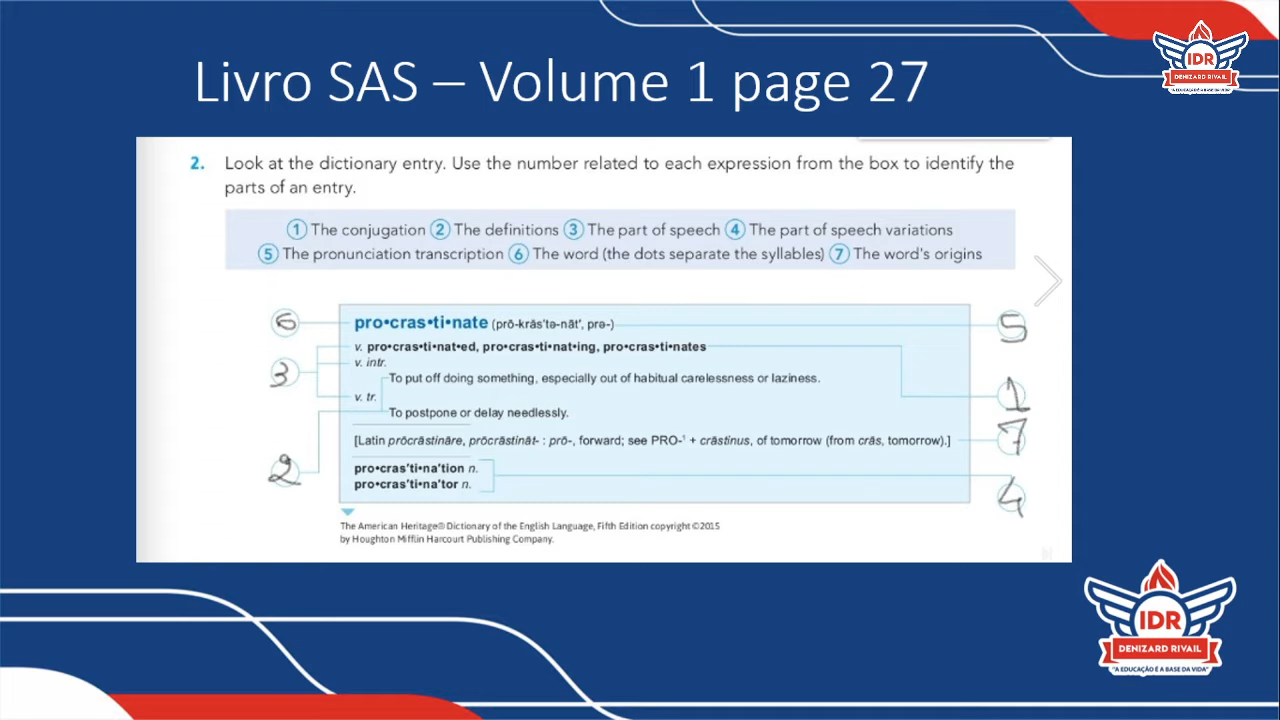 Livro SAS – Volume 1 page 27
IDR
DENIZARD RIVAIL
"A EDUCAÇÃO É A BASE DA VIDA"
2. Look at the dictionary entry. Use the number related to each expression from the box to identify the
parts of an entry.
1 The conjugation 2 The definitions 3 The part of speech 4 The part of speech variations
5 The pronunciation transcription 6 The word (the dots separate the syllables) 7 The word's origins
6 pro•cras•ti•nate (prō-krăs′tə-nāt′, prə-) 5
v. pro•cras•ti•nat•ed, pro•cras•ti•nat•ing, pro•cras•ti•nates 1
3 v. intr.
To put off doing something, especially out of habitual carelessness or laziness.
v. tr.
2 To postpone or delay needlessly.
[Latin prōcrāstināre, prōcrāstināt- : prō-, forward; see PRO-¹ + crāstinus, of tomorrow (from crās, tomorrow).] 7
pro•cras′ti•na′tion n. 4
pro•cras′ti•na′tor n.
The American Heritage® Dictionary of the English Language, Fifth Edition copyright ©2015
by Houghton Mifflin Harcourt Publishing Company.
IDR
DENIZARD RIVAIL
"A EDUCAÇÃO É A BASE DA VIDA"